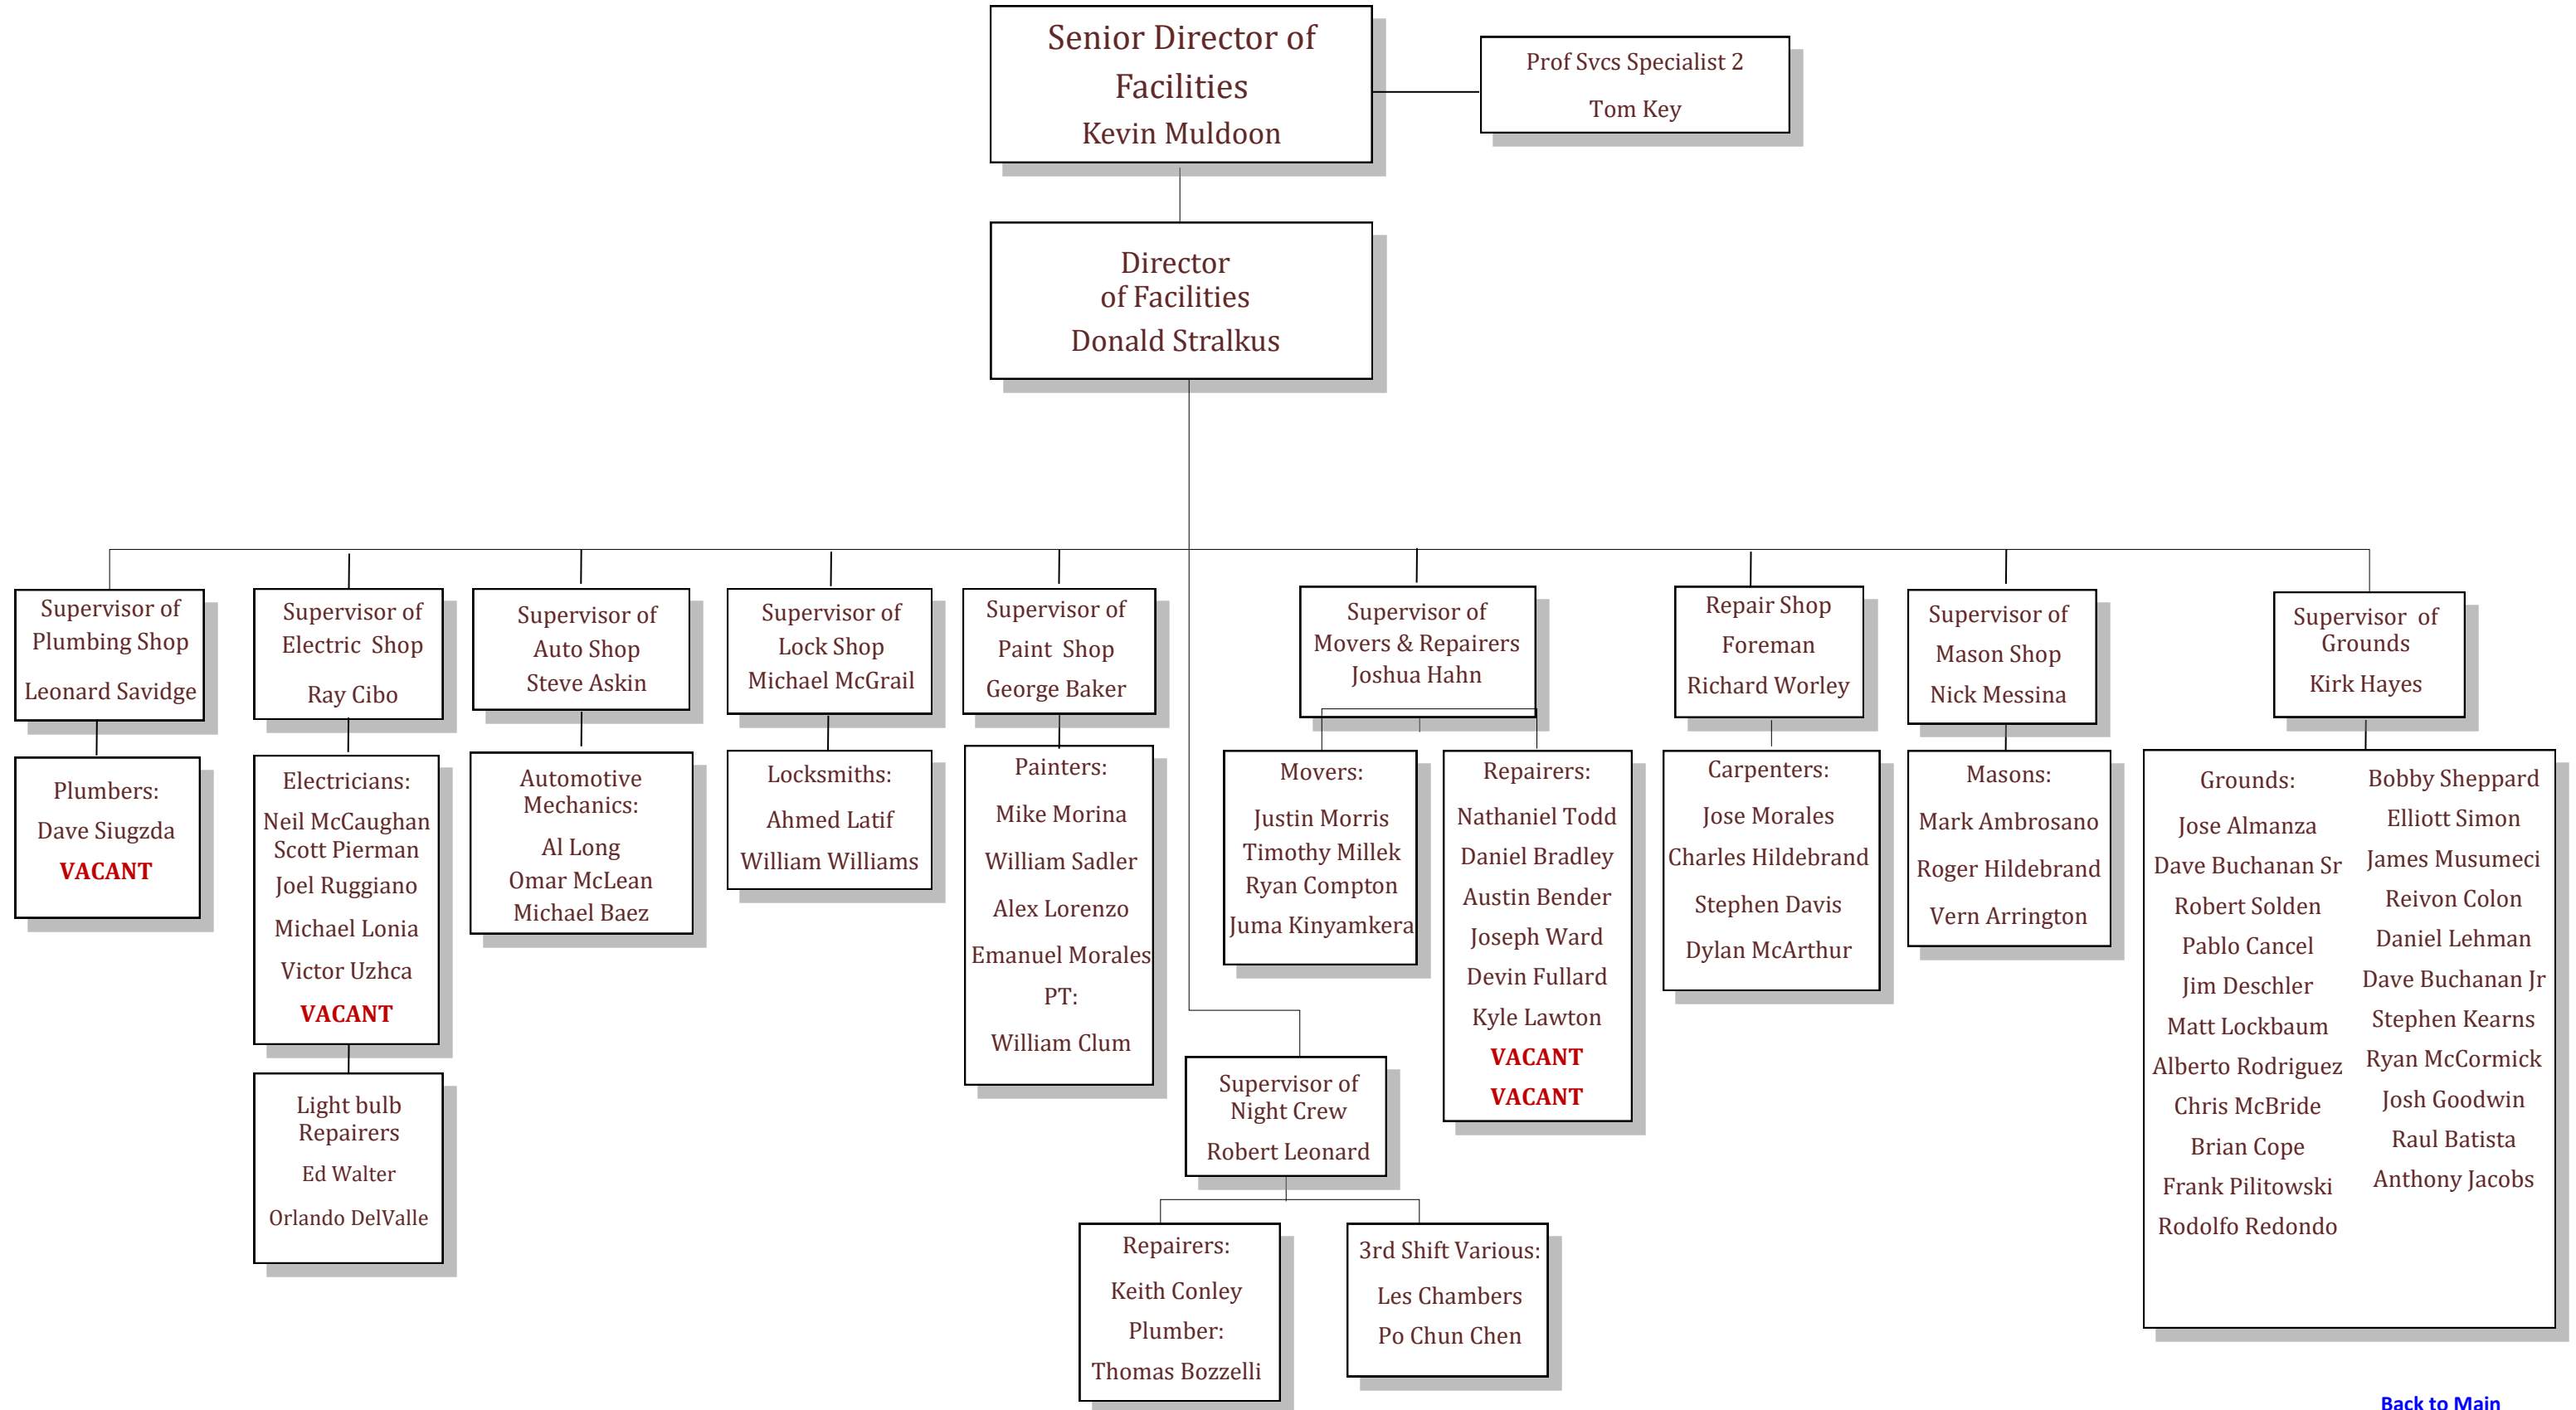 Senior Director of
Facilities
Kevin Muldoon
Prof Svcs Specialist 2
Tom Key
Director
of Facilities
Donald Stralkus
Supervisor of
Plumbing Shop
Leonard Savidge
Plumbers:
Dave Siugzda
VACANT
Supervisor of
Electric Shop
Ray Cibo
Electricians:
Neil McCaughan
Scott Pierman
Joel Ruggiano
Michael Lonia
Victor Uzhca
VACANT
Light bulb
Repairers
Ed Walter
Orlando DelValle
Supervisor of
Auto Shop
Steve Askin
Automotive
Mechanics:
Al Long
Omar McLean
Michael Baez
Supervisor of
Lock Shop
Michael McGrail
Locksmiths:
Ahmed Latif
William Williams
Supervisor of
Paint Shop
George Baker
Painters:
Mike Morina
William Sadler
Alex Lorenzo
Emanuel Morales
PT:
William Clum
Supervisor of
Night Crew
Robert Leonard
Repairers:
Keith Conley
Plumber:
Thomas Bozzelli
3rd Shift Various:
Les Chambers
Po Chun Chen
Supervisor of
Movers & Repairers
Joshua Hahn
Movers:
Justin Morris
Timothy Millek
Ryan Compton
Juma Kinyamkera
Repairers:
Nathaniel Todd
Daniel Bradley
Austin Bender
Joseph Ward
Devin Fullard
Kyle Lawton
VACANT
VACANT
Repair Shop
Foreman
Richard Worley
Carpenters:
Jose Morales
Charles Hildebrand
Stephen Davis
Dylan McArthur
Supervisor of
Mason Shop
Nick Messina
Masons:
Mark Ambrosano
Roger Hildebrand
Vern Arrington
Supervisor of
Grounds
Kirk Hayes
Grounds:
Jose Almanza
Dave Buchanan Sr
Robert Solden
Pablo Cancel
Jim Deschler
Matt Lockbaum
Alberto Rodriguez
Chris McBride
Brian Cope
Frank Pilitowski
Rodolfo Redondo
Bobby Sheppard
Elliott Simon
James Musumeci
Reivon Colon
Daniel Lehman
Dave Buchanan Jr
Stephen Kearns
Ryan McCormick
Josh Goodwin
Raul Batista
Anthony Jacobs
Back to Main